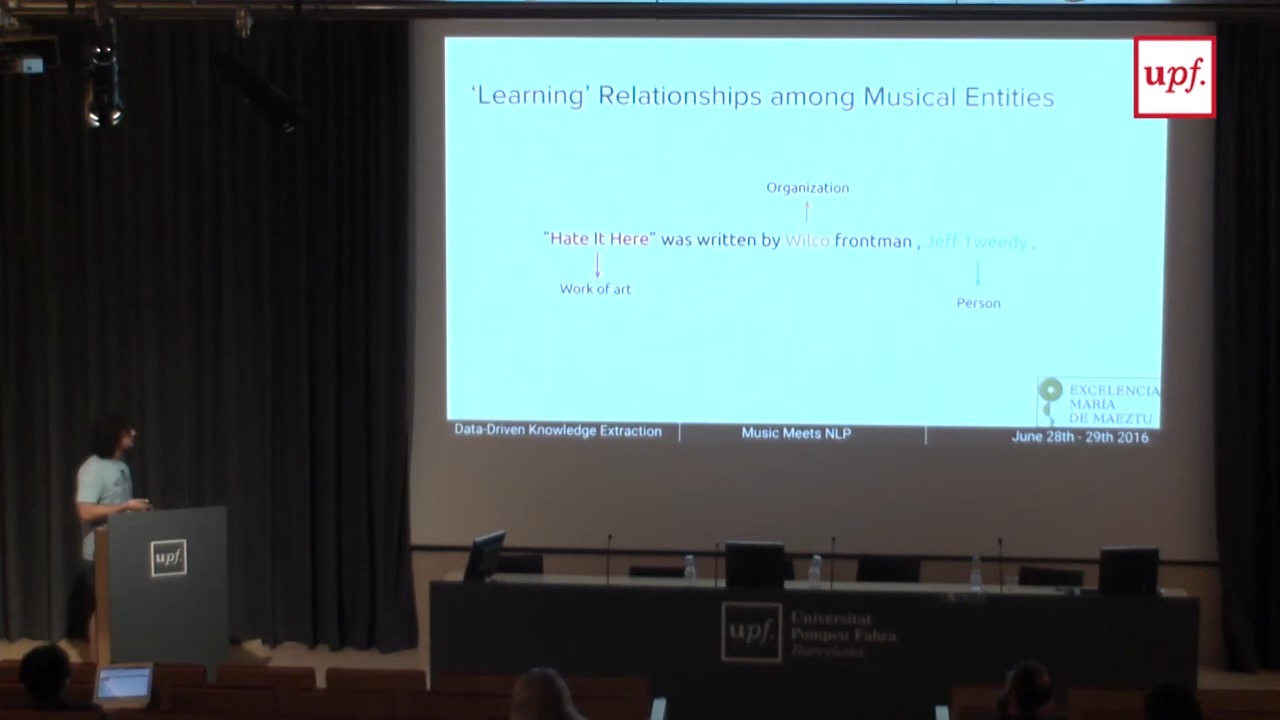 upf.
'Learning' Relationships among Musical Entities
Organization
"Hate It Here" was written by Wilco frontman , Jeff Tweedy .
Work of art
Person
EXCELENCIA
MARÍA
DE MAEZTU
Data-Driven Knowledge Extraction
Music Meets NLP
June 28th - 29th 2016
upf.
upf.
Universitat
Pompeu Fabra
Barcelona